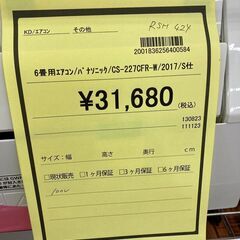 KD/エアコン　その他
RSH 424
2001836256400584
6畳用エアコン/パナソニック/CS-227CFR-W/2017/S仕
¥31,680 (税込)
130823
111123
サイズ：幅　高さ　奥行　cm
□現状販売　□1ヶ月保証　□3ヶ月保証　□6ヶ月保証
100V